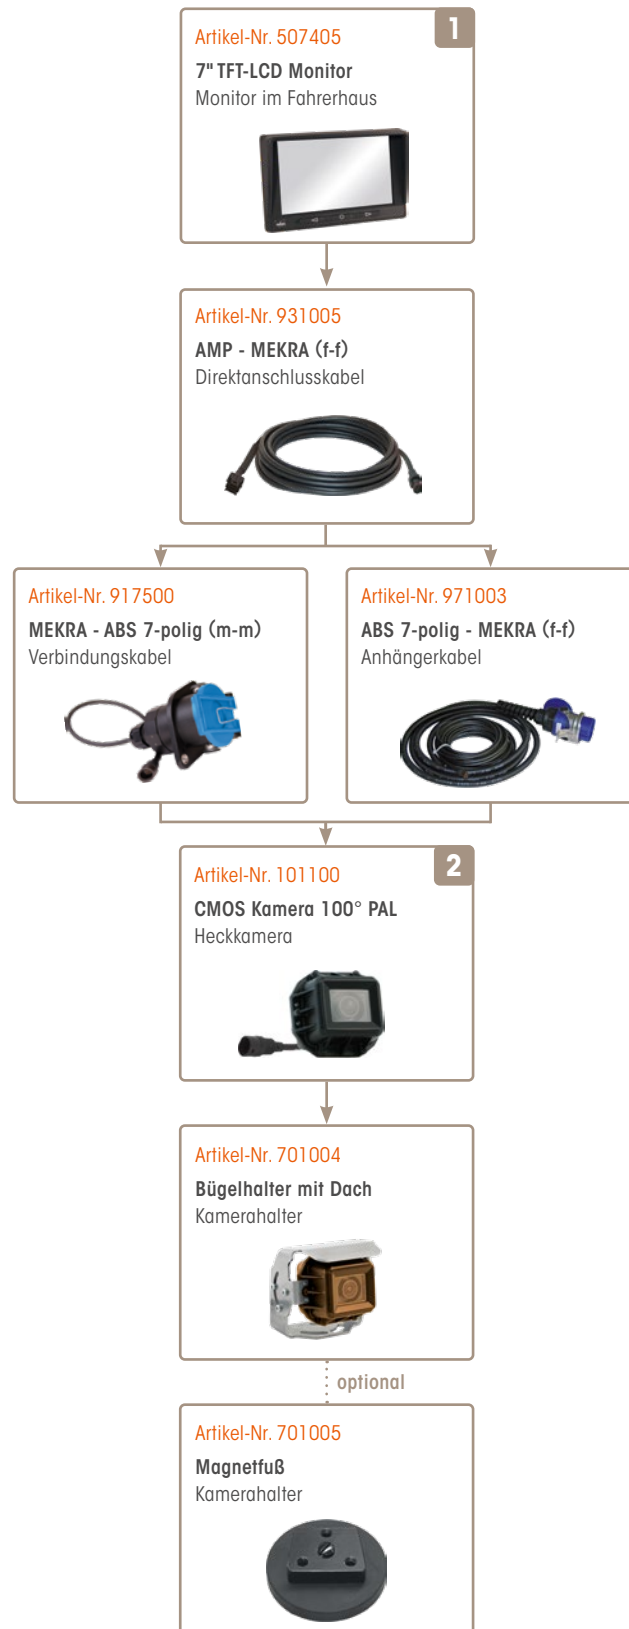 1
Artikel-Nr. 507405
7" TFT-LCD Monitor
Monitor im Fahrerhaus
Artikel-Nr. 931005
AMP - MEKRA (f-f)
Direktanschlusskabel
Artikel-Nr. 917500
MEKRA - ABS 7-polig (m-m)
Verbindungskabel
Artikel-Nr. 971003
ABS 7-polig - MEKRA (f-f)
Anhängerkabel
2
Artikel-Nr. 101100
CMOS Kamera 100° PAL
Heckkamera
Artikel-Nr. 701004
Bügelhalter mit Dach
Kamerahalter
optional
Artikel-Nr. 701005
Magnetfuß
Kamerahalter